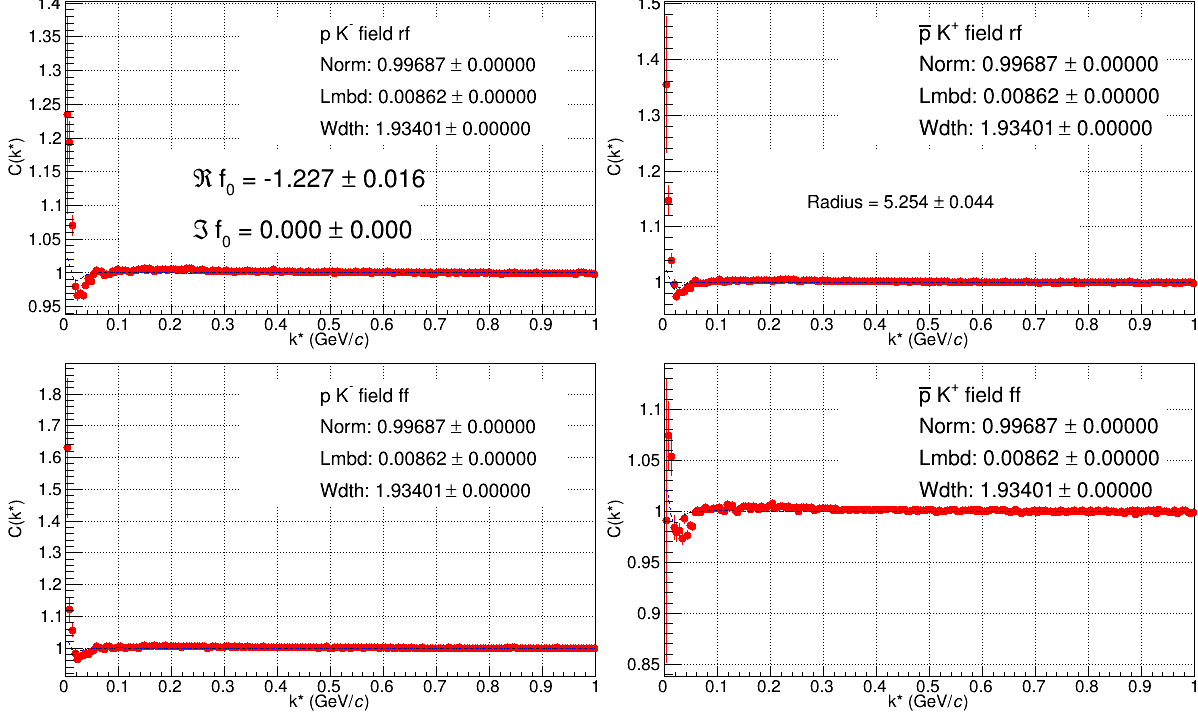 p K⁻ field rf
Norm: 0.99687 ± 0.00000
Lmbd: 0.00862 ± 0.00000
Wdth: 1.93401 ± 0.00000
ℜ f₀ = -1.227 ± 0.016
ℑ f₀ = 0.000 ± 0.000
C(k*)
1.4
1.35
1.3
1.25
1.2
1.15
1.1
1.05
1
0.95
0 0.1 0.2 0.3 0.4 0.5 0.6 0.7 0.8 0.9 1
k* (GeV/c)
p̅ K⁺ field rf
Norm: 0.99687 ± 0.00000
Lmbd: 0.00862 ± 0.00000
Wdth: 1.93401 ± 0.00000
Radius = 5.254 ± 0.044
C(k*)
1.5
1.4
1.3
1.2
1.1
1
0 0.1 0.2 0.3 0.4 0.5 0.6 0.7 0.8 0.9 1
k* (GeV/c)
p K⁻ field ff
Norm: 0.99687 ± 0.00000
Lmbd: 0.00862 ± 0.00000
Wdth: 1.93401 ± 0.00000
C(k*)
1.8
1.7
1.6
1.5
1.4
1.3
1.2
1.1
1
0 0.1 0.2 0.3 0.4 0.5 0.6 0.7 0.8 0.9 1
k* (GeV/c)
p̅ K⁺ field ff
Norm: 0.99687 ± 0.00000
Lmbd: 0.00862 ± 0.00000
Wdth: 1.93401 ± 0.00000
C(k*)
1.1
1.05
1
0.95
0.9
0.85
0 0.1 0.2 0.3 0.4 0.5 0.6 0.7 0.8 0.9 1
k* (GeV/c)